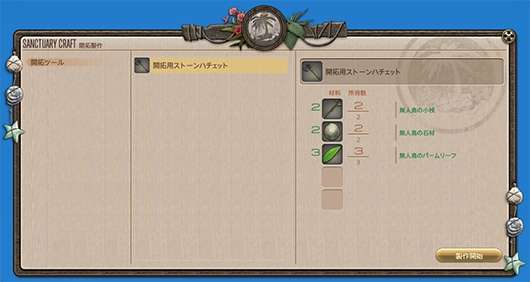 SANCTUARY CRAFT 開拓製作
開拓ツール
開拓用ストーンハチェット
開拓用ストーンハチェット
材料 所持数
2 2/2 無人島の小枝
2 2/2 無人島の石材
3 3/3 無人島のパームリーフ
製作開始